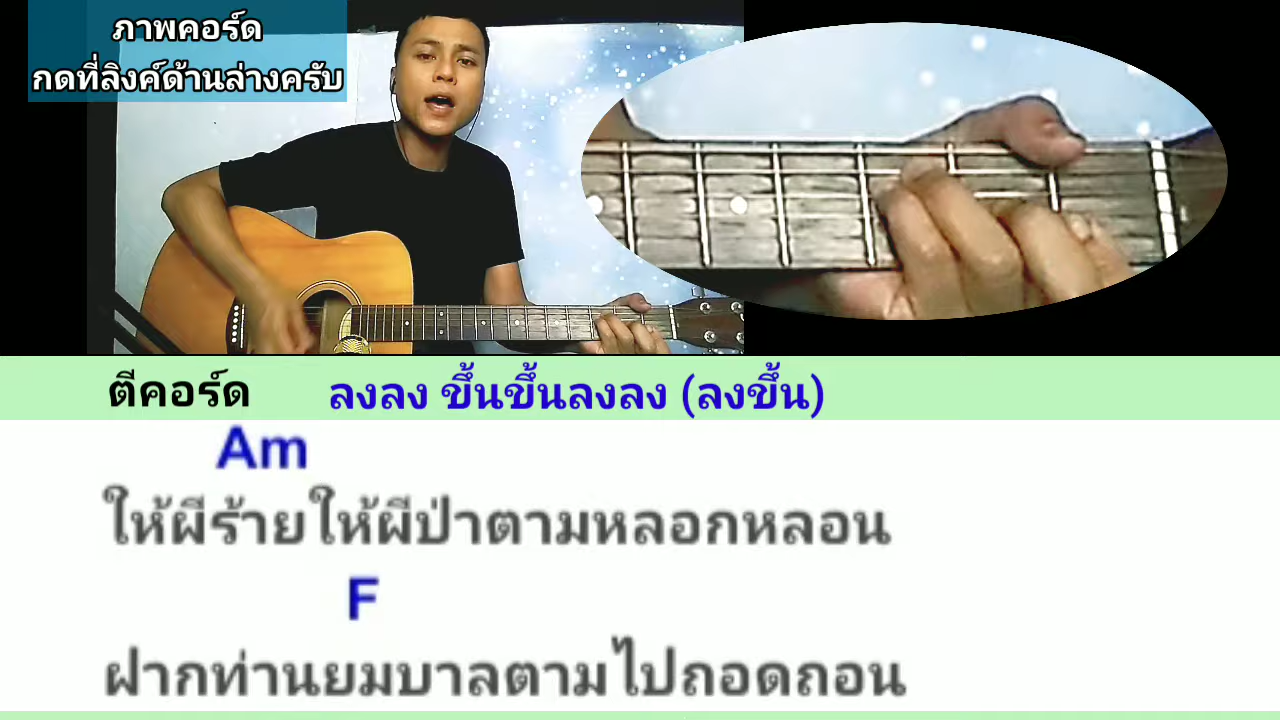 ภาพคอร์ด
กดที่ลิงค์ด้านล่างครับ
ตีคอร์ด ลงลง ขึ้นขึ้นลงลง (ลงขึ้น)
Am
ให้ผีร้ายให้ผีป่าตามหลอกหลอน
F
ฝากท่านยมบาลตามไปถอดถอน